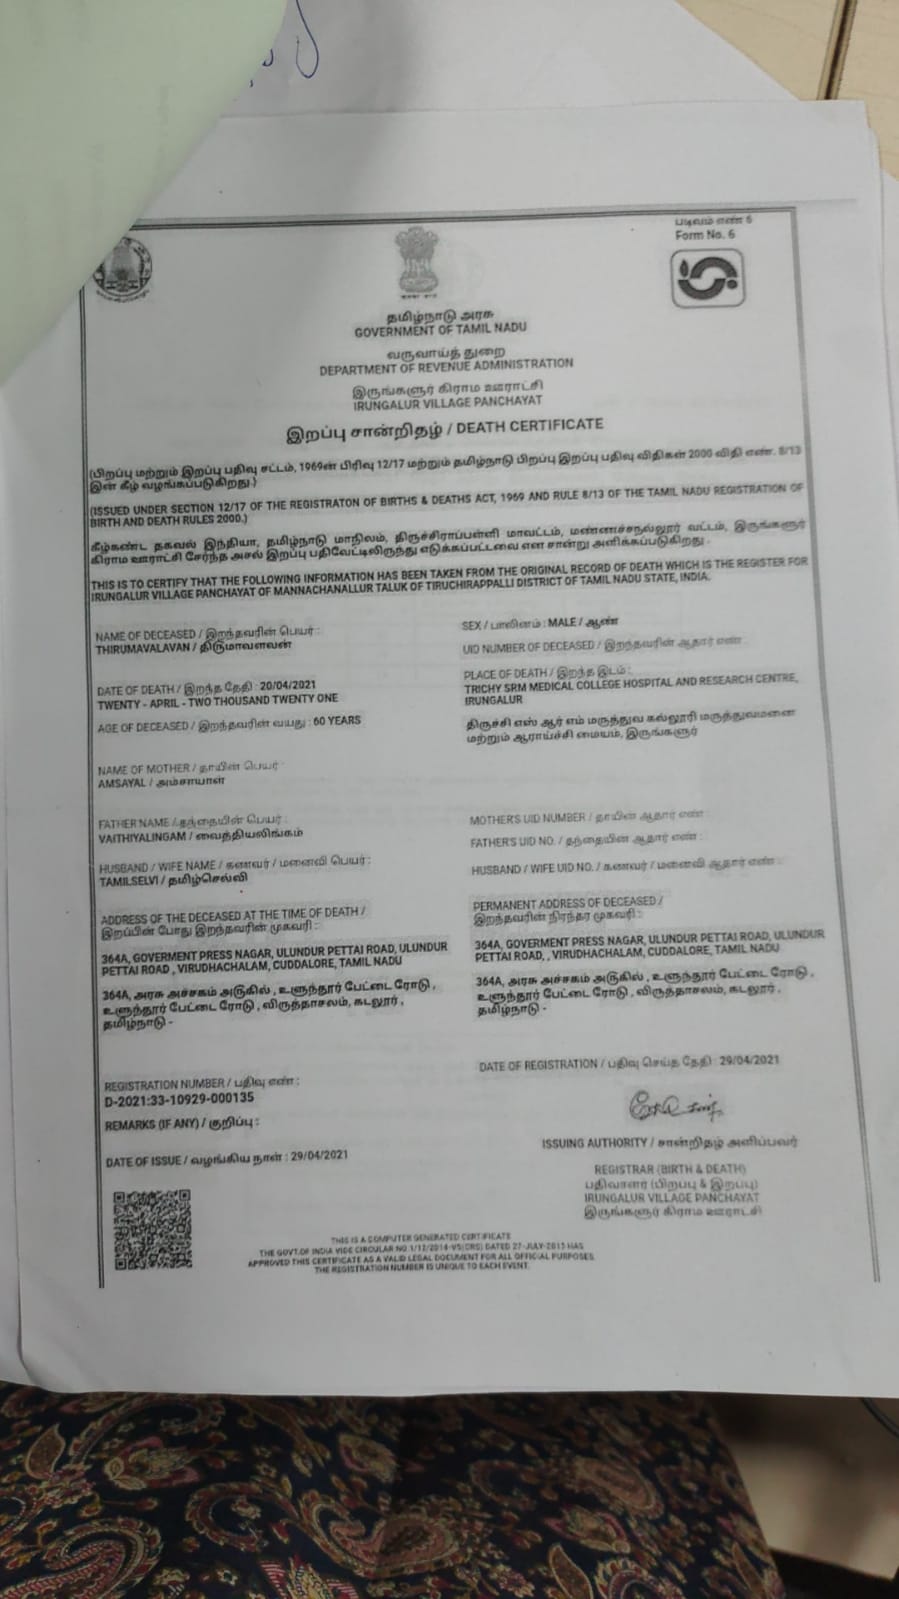 படிவம் எண் 6
Form No. 6
தமிழ்நாடு அரசு
GOVERNMENT OF TAMIL NADU
வருவாய்த் துறை
DEPARTMENT OF REVENUE ADMINISTRATION
இருங்களூர் கிராம ஊராட்சி
IRUNGALUR VILLAGE PANCHAYAT
இறப்பு சான்றிதழ் / DEATH CERTIFICATE
(பிறப்பு மற்றும் இறப்பு பதிவு சட்டம், 1969ன் பிரிவு 12/17 மற்றும் தமிழ்நாடு பிறப்பு இறப்பு பதிவு விதிகள் 2000 விதி எண். 8/13
இன் கீழ் வழங்கப்படுகிறது.)
(ISSUED UNDER SECTION 12/17 OF THE REGISTRATON OF BIRTHS & DEATHS ACT, 1969 AND RULE 8/13 OF THE TAMIL NADU REGISTRATION OF
BIRTH AND DEATH RULES 2000.)
கீழ்கண்ட தகவல் இந்தியா, தமிழ்நாடு மாநிலம், திருச்சிராப்பள்ளி மாவட்டம், மண்ணச்சநல்லூர் வட்டம், இருங்களூர்
கிராம ஊராட்சி சேர்ந்த அசல் இறப்பு பதிவேட்டிலிருந்து எடுக்கப்பட்டவை என சான்று அளிக்கப்படுகிறது.
THIS IS TO CERTIFY THAT THE FOLLOWING INFORMATION HAS BEEN TAKEN FROM THE ORIGINAL RECORD OF DEATH WHICH IS THE REGISTER FOR
IRUNGALUR VILLAGE PANCHAYAT OF MANNACHANALLUR TALUK OF TIRUCHIRAPPALLI DISTRICT OF TAMIL NADU STATE, INDIA.
NAME OF DECEASED / இறந்தவரின் பெயர் :
THIRUMAVALAVAN / திருமாவளவன்
SEX / பாலினம் : MALE / ஆண்
UID NUMBER OF DECEASED / இறந்தவரின் ஆதார் எண் :
DATE OF DEATH / இறந்த தேதி : 20/04/2021
TWENTY - APRIL - TWO THOUSAND TWENTY ONE
PLACE OF DEATH / இறந்த இடம் :
TRICHY SRM MEDICAL COLLEGE HOSPITAL AND RESEARCH CENTRE,
IRUNGALUR
AGE OF DECEASED / இறந்தவரின் வயது : 60 YEARS
திருச்சி எஸ் ஆர் எம் மருத்துவ கல்லூரி மருத்துவமனை
மற்றும் ஆராய்ச்சி மையம், இருங்களூர்
NAME OF MOTHER / தாயின் பெயர் :
AMSAYAL / அம்சாயாள்
FATHER NAME / தந்தையின் பெயர் :
VAITHIYALINGAM / வைத்தியலிங்கம்
MOTHER'S UID NUMBER / தாயின் ஆதார் எண் :
FATHER'S UID NO. / தந்தையின் ஆதார் எண் :
HUSBAND / WIFE NAME / கணவர் / மனைவி பெயர் :
TAMILSELVI / தமிழ்செல்வி
HUSBAND / WIFE UID NO. / கணவர் / மனைவி ஆதார் எண் :
ADDRESS OF THE DECEASED AT THE TIME OF DEATH /
இறப்பின் போது இறந்தவரின் முகவரி :
364A, GOVERMENT PRESS NAGAR, ULUNDUR PETTAI ROAD, ULUNDUR
PETTAI ROAD , VIRUDHACHALAM, CUDDALORE, TAMIL NADU
364A, அரசு அச்சகம் அருகில் , உளுந்தூர் பேட்டை ரோடு ,
உளுந்தூர் பேட்டை ரோடு , விருத்தாசலம், கடலூர் ,
தமிழ்நாடு -
PERMANENT ADDRESS OF DECEASED /
இறந்தவரின் நிரந்தர முகவரி :
364A, GOVERMENT PRESS NAGAR, ULUNDUR PETTAI ROAD, ULUNDUR
PETTAI ROAD, , VIRUDHACHALAM, CUDDALORE, TAMIL NADU
364A, அரசு அச்சகம் அருகில் , உளுந்தூர் பேட்டை ரோடு ,
உளுந்தூர் பேட்டை ரோடு , விருத்தாசலம், கடலூர் ,
தமிழ்நாடு -
REGISTRATION NUMBER / பதிவு எண் :
D-2021:33-10929-000135
DATE OF REGISTRATION / பதிவு செய்த தேதி : 29/04/2021
REMARKS (IF ANY) / குறிப்பு :
DATE OF ISSUE / வழங்கிய நாள் : 29/04/2021
ISSUING AUTHORITY / சான்றிதழ் அளிப்பவர்
REGISTRAR (BIRTH & DEATH)
பதிவாளர் (பிறப்பு & இறப்பு)
IRUNGALUR VILLAGE PANCHAYAT
இருங்களூர் கிராம ஊராட்சி
THIS IS A COMPUTER GENERATED CERTIFICATE
THE GOVT.OF INDIA VIDE CIRCULAR NO.1/12/2014-VS(CRS) DATED 27-JULY-2015 HAS
APPROVED THIS CERTIFICATE AS A VALID LEGAL DOCUMENT FOR ALL OFFICIAL PURPOSES.
THE REGISTRATION NUMBER IS UNIQUE TO EACH EVENT.